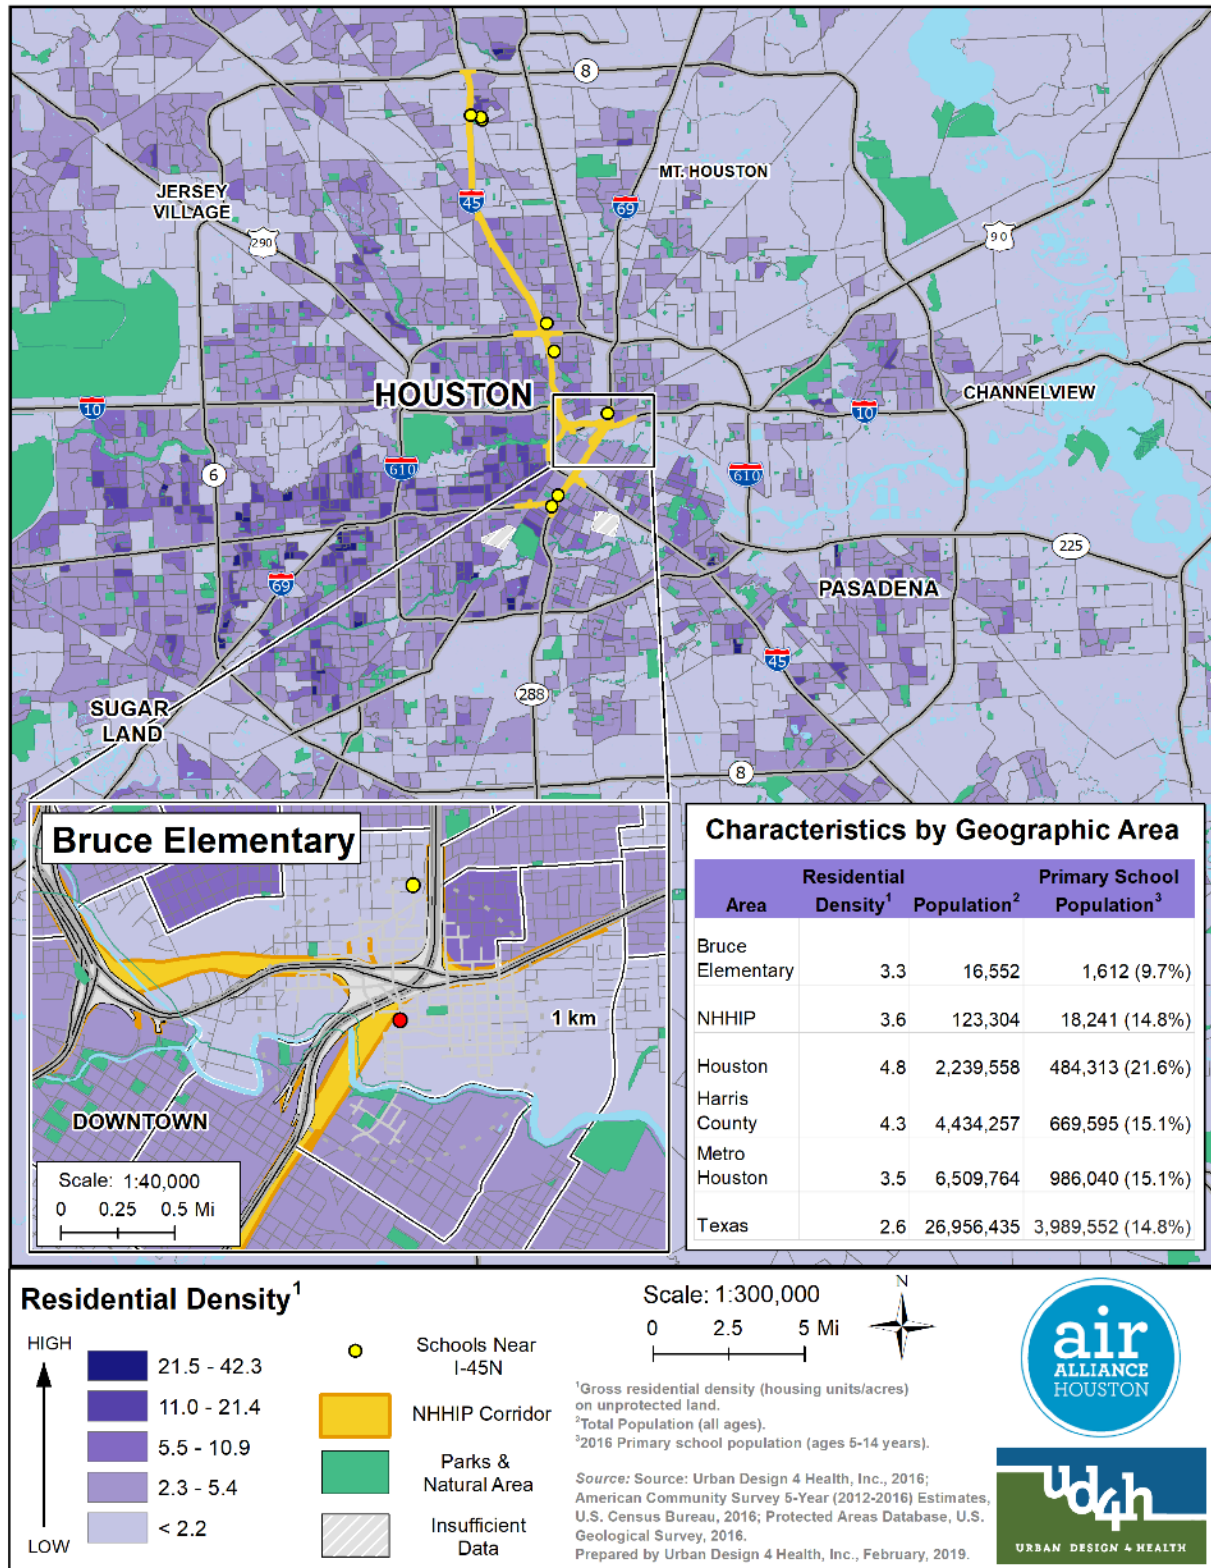 8
MT. HOUSTON
JERSEY
VILLAGE
45
69
290
90
HOUSTON
CHANNELVIEW
10
10
610
610
6
225
69
PASADENA
45
288
SUGAR
LAND
8
Bruce Elementary
1 km
DOWNTOWN
Scale: 1:40,000
0 0.25 0.5 Mi
Characteristics by Geographic Area
Residential Primary School
Area Density1 Population2 Population3
Bruce
Elementary 3.3 16,552 1,612 (9.7%)
NHHIP 3.6 123,304 18,241 (14.8%)
Houston 4.8 2,239,558 484,313 (21.6%)
Harris
County 4.3 4,434,257 669,595 (15.1%)
Metro
Houston 3.5 6,509,764 986,040 (15.1%)
Texas 2.6 26,956,435 3,989,552 (14.8%)
Residential Density1
HIGH
21.5 - 42.3
11.0 - 21.4
5.5 - 10.9
2.3 - 5.4
< 2.2
LOW
Schools Near
I-45N
NHHIP Corridor
Parks &
Natural Area
Insufficient
Data
Scale: 1:300,000
0 2.5 5 Mi
N
1Gross residential density (housing units/acres)
on unprotected land.
2Total Population (all ages).
32016 Primary school population (ages 5-14 years).
Source: Source: Urban Design 4 Health, Inc., 2016;
American Community Survey 5-Year (2012-2016) Estimates,
U.S. Census Bureau, 2016; Protected Areas Database, U.S.
Geological Survey, 2016.
Prepared by Urban Design 4 Health, Inc., February, 2019.
air
ALLIANCE
HOUSTON
ud4h
URBAN DESIGN 4 HEALTH